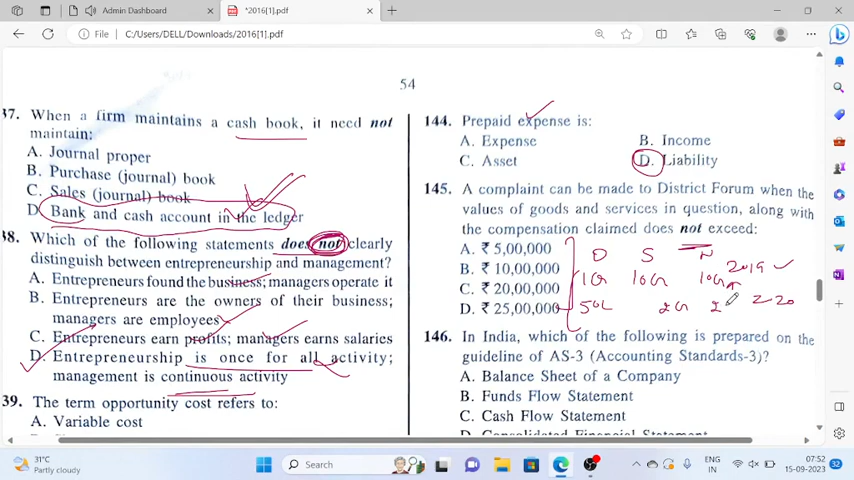 Admin Dashboard
*2016[1].pdf
File
C:/Users/DELL/Downloads/2016[1].pdf
54
37. When a firm maintains a cash book, it need not
maintain:
A. Journal proper
B. Purchase (journal) book
C. Sales (journal) book
D. Bank and cash account in the ledger
38. Which of the following statements does not clearly
distinguish between entrepreneurship and management?
A. Entrepreneurs found the business; managers operate it
B. Entrepreneurs are the owners of their business;
managers are employees
C. Entrepreneurs earn profits; managers earns salaries
D. Entrepreneurship is once for all activity;
management is continuous activity
39. The term opportunity cost refers to:
A. Variable cost
144. Prepaid expense is:
A. Expense
B. Income
C. Asset
D. Liability
145. A complaint can be made to District Forum when the
values of goods and services in question, along with
the compensation claimed does not exceed:
A. ₹ 5,00,000
B. ₹ 10,00,000
C. ₹ 20,00,000
D. ₹ 25,00,000
D S N
1Cr 10Cr 10Cr 2019
50L 2Cr 2 2020
146. In India, which of the following is prepared on the
guideline of AS-3 (Accounting Standards-3)?
A. Balance Sheet of a Company
B. Funds Flow Statement
C. Cash Flow Statement
D. Consolidated Financial Statement
31°C
Partly cloudy
Search
ENG
IN
07:52
15-09-2023
32